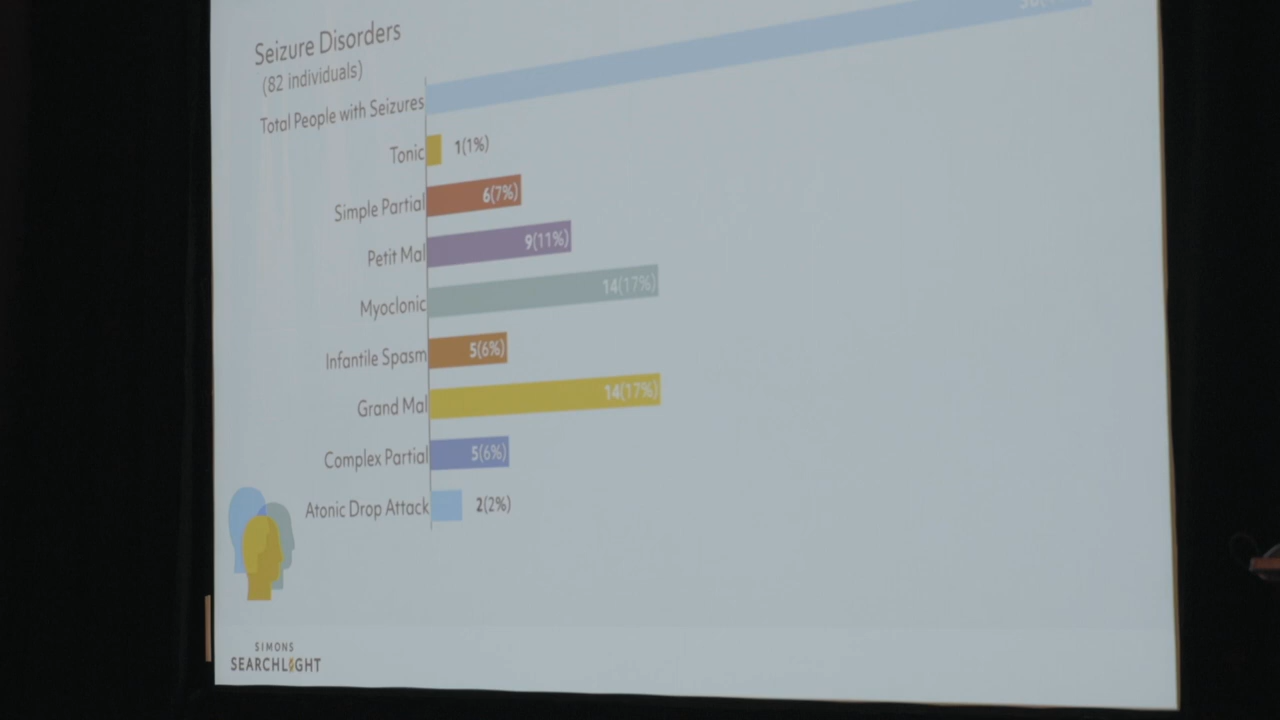 Seizure Disorders
(82 individuals)
Total People with Seizures
Tonic 1(1%)
Simple Partial 6(7%)
Petit Mal 9(11%)
Myoclonic 14(17%)
Infantile Spasm 5(6%)
Grand Mal 14(17%)
Complex Partial 5(6%)
Atonic Drop Attack 2(2%)
SIMONS
SEARCHLIGHT